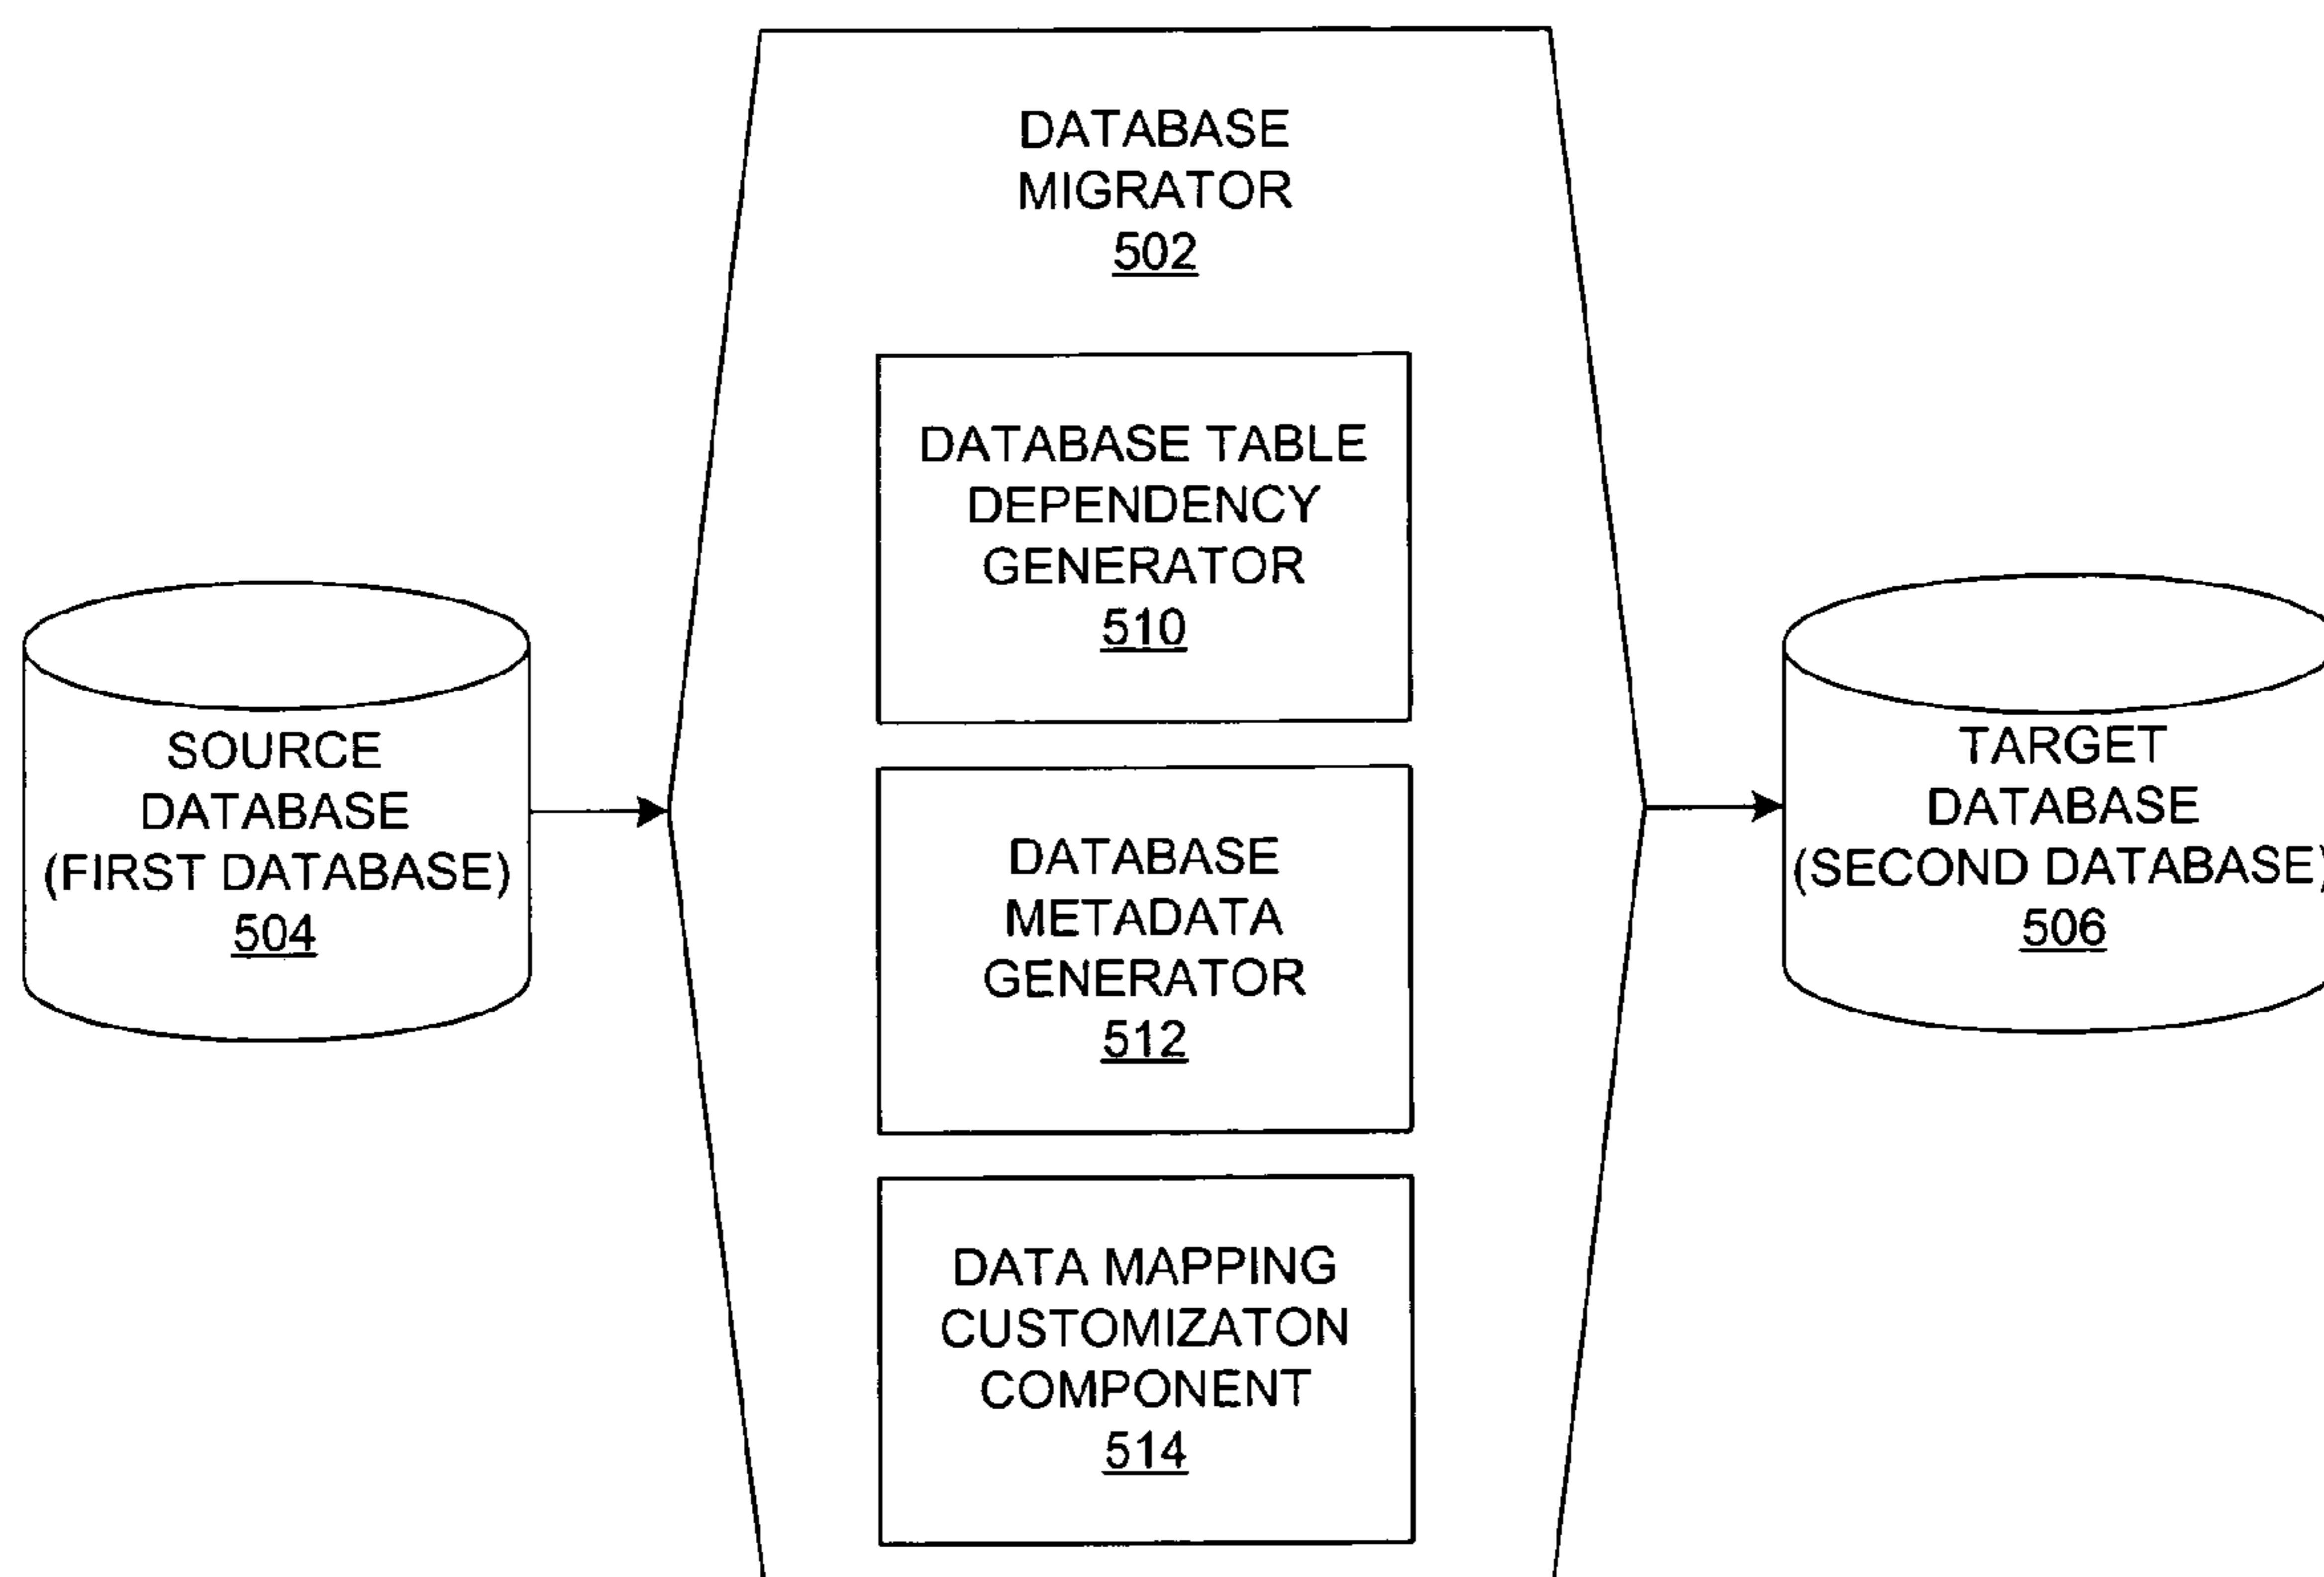 DATABASE
MIGRATOR
502
DATABASE TABLE
DEPENDENCY
GENERATOR
510
SOURCE
DATABASE
(FIRST DATABASE)
504
TARGET
DATABASE
(SECOND DATABASE)
506
DATABASE
METADATA
GENERATOR
512
DATA MAPPING
CUSTOMIZATON
COMPONENT
514